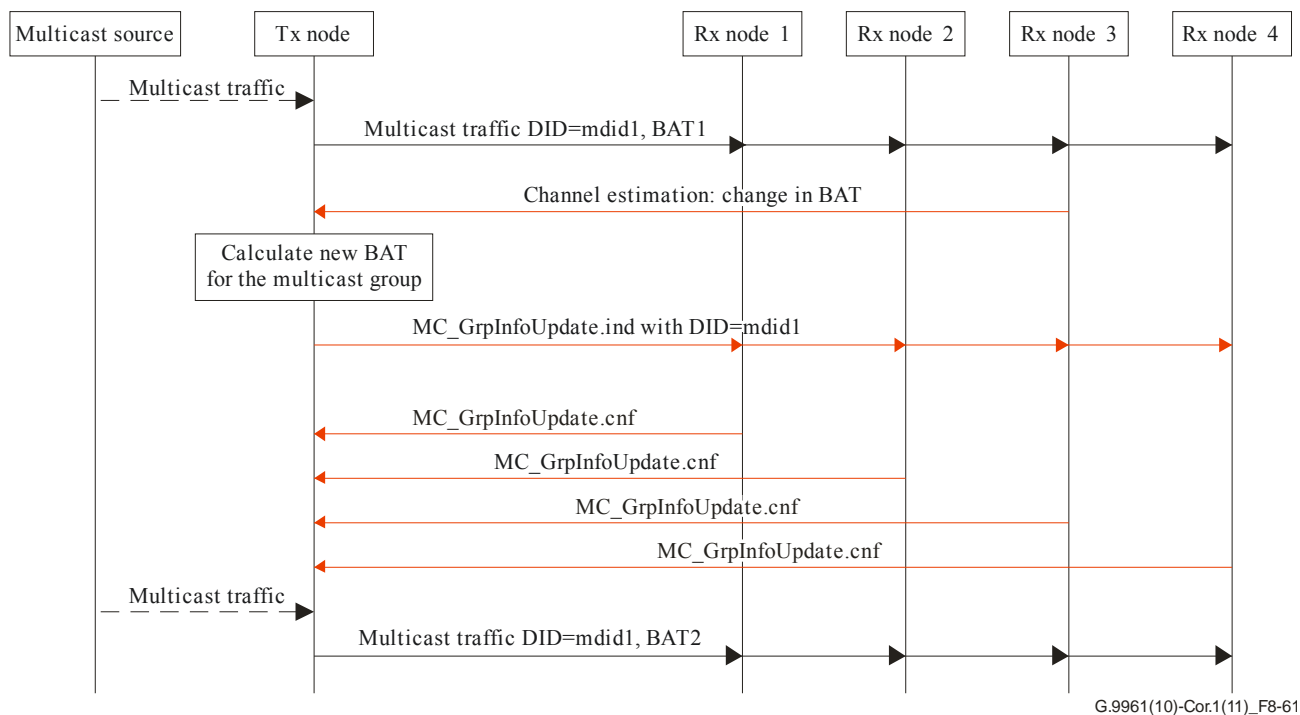 Multicast source
Tx node
Rx node 1
Rx node 2
Rx node 3
Rx node 4
Multicast traffic
Multicast traffic DID=mdid1, BAT1
Channel estimation: change in BAT
Calculate new BAT
for the multicast group
MC_GrpInfoUpdate.ind with DID=mdid1
MC_GrpInfoUpdate.cnf
MC_GrpInfoUpdate.cnf
MC_GrpInfoUpdate.cnf
MC_GrpInfoUpdate.cnf
Multicast traffic
Multicast traffic DID=mdid1, BAT2
G.9961(10)-Cor.1(11)_F8-61